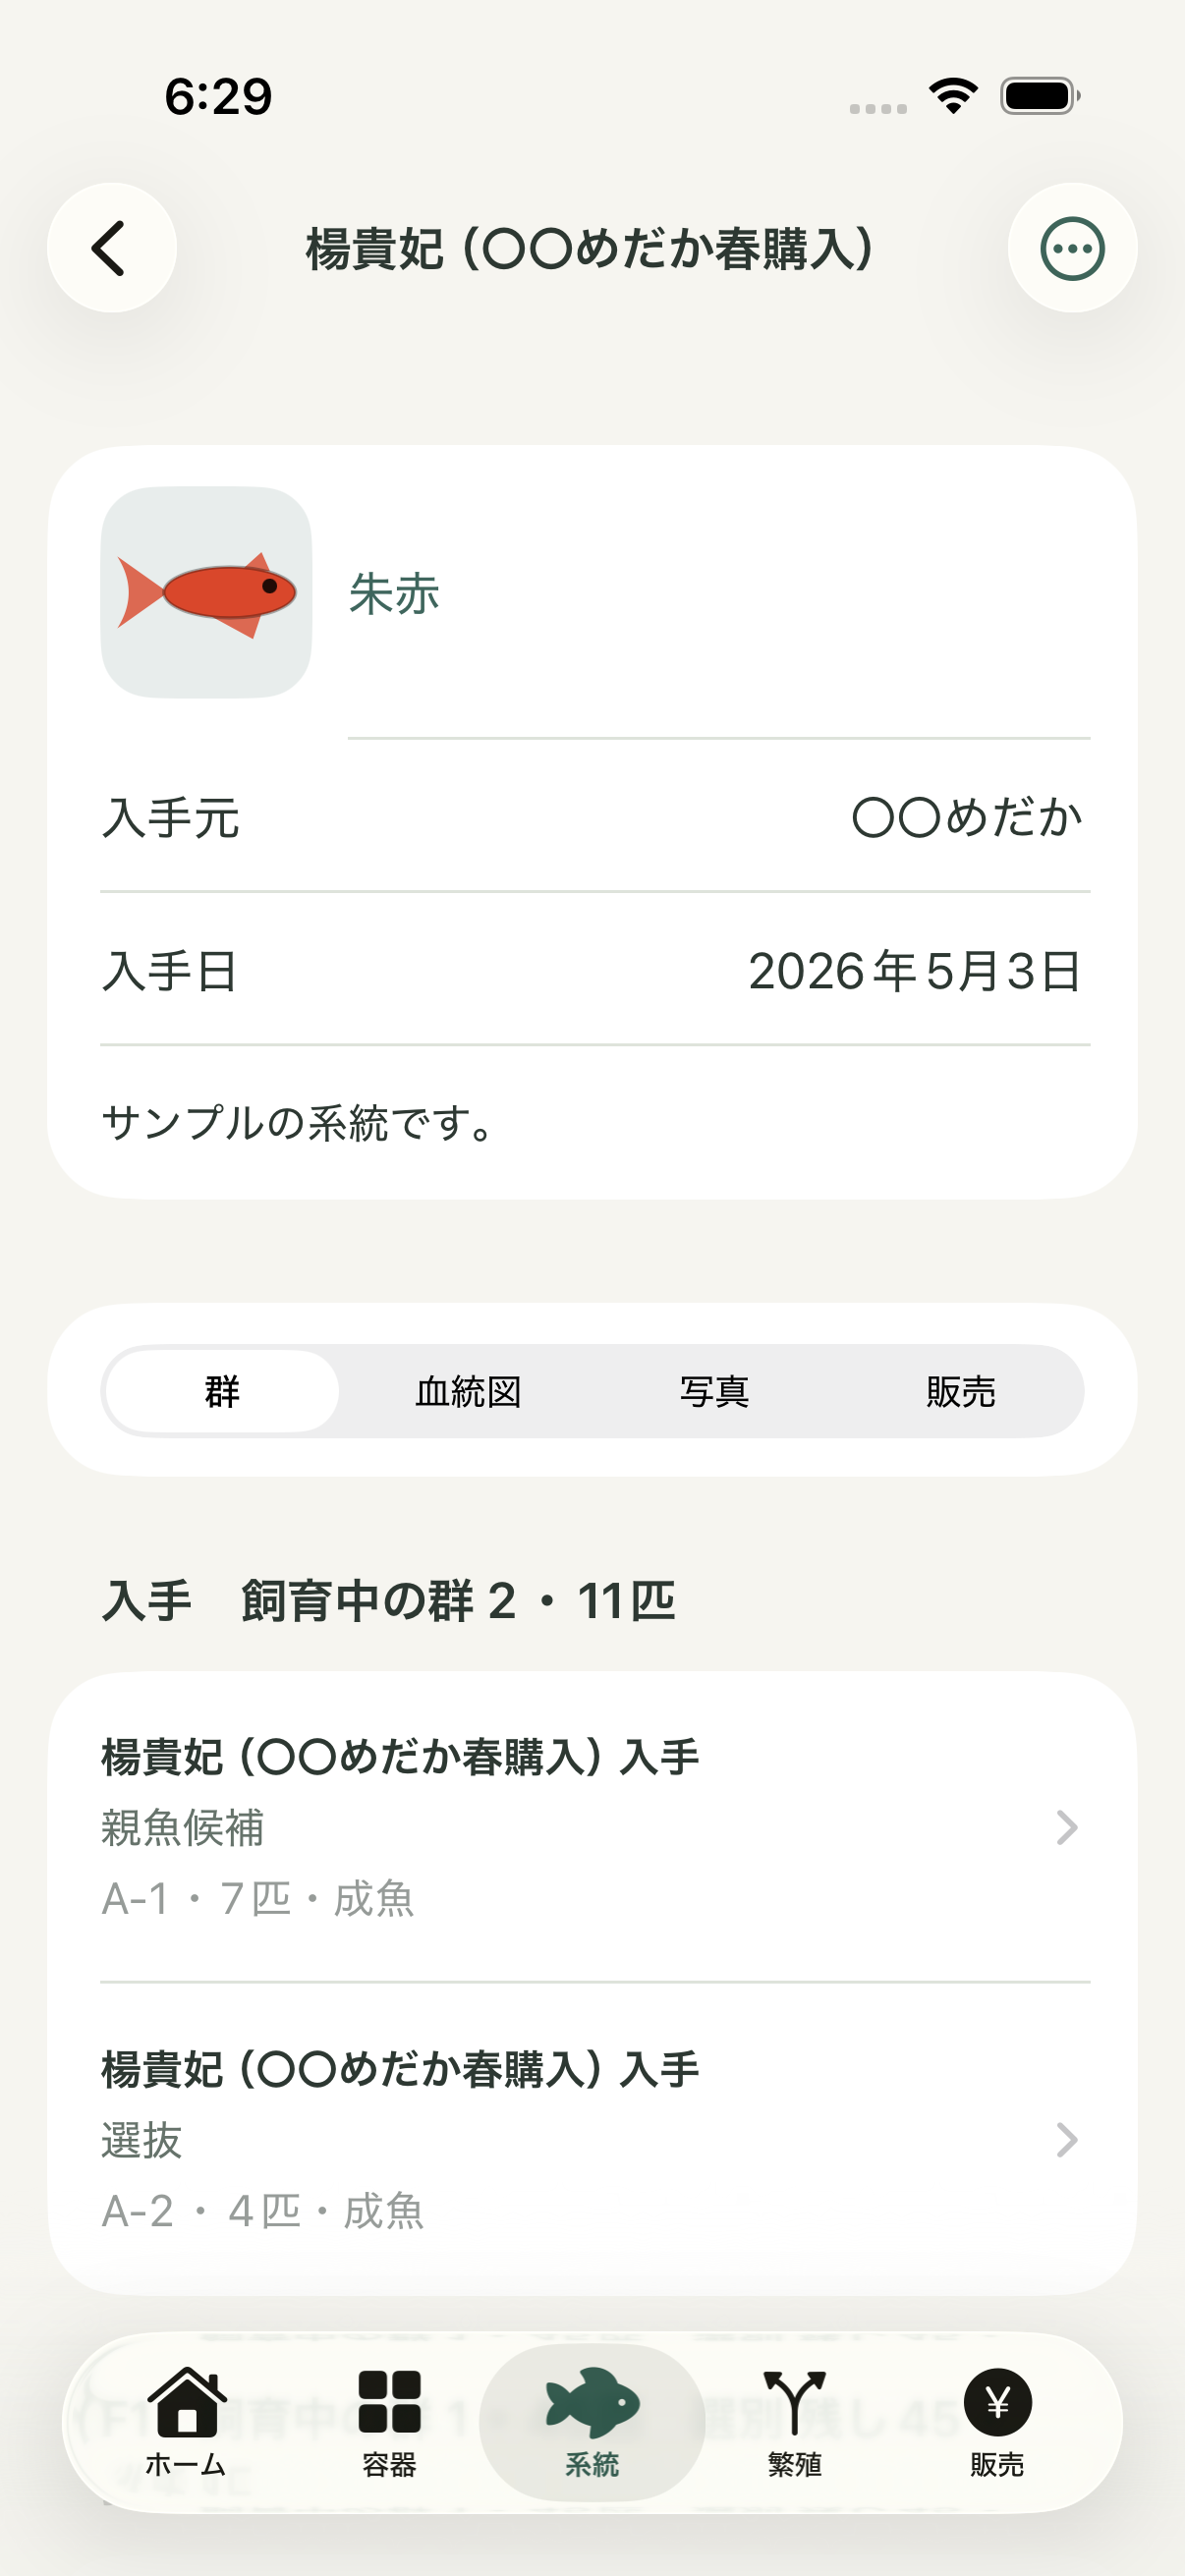 6:29
楊貴妃（〇〇めだか春購入）
朱赤
入手元 〇〇めだか
入手日 2026年5月3日
サンプルの系統です。
群 血統図 写真 販売
入手　飼育中の群 2・11匹
楊貴妃（〇〇めだか春購入）入手
親魚候補
A-1・7匹・成魚
楊貴妃（〇〇めだか春購入）入手
選抜
A-2・4匹・成魚
ホーム 容器 系統 繁殖 販売